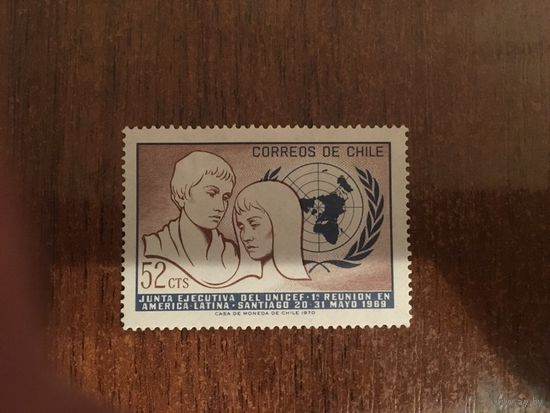 CORREOS DE CHILE
52 CTS
JUNTA EJECUTIVA DEL UNICEF · 1ª REUNION EN
AMERICA-LATINA · SANTIAGO 20-31 MAYO 1969
CASA DE MONEDA DE CHILE 1970